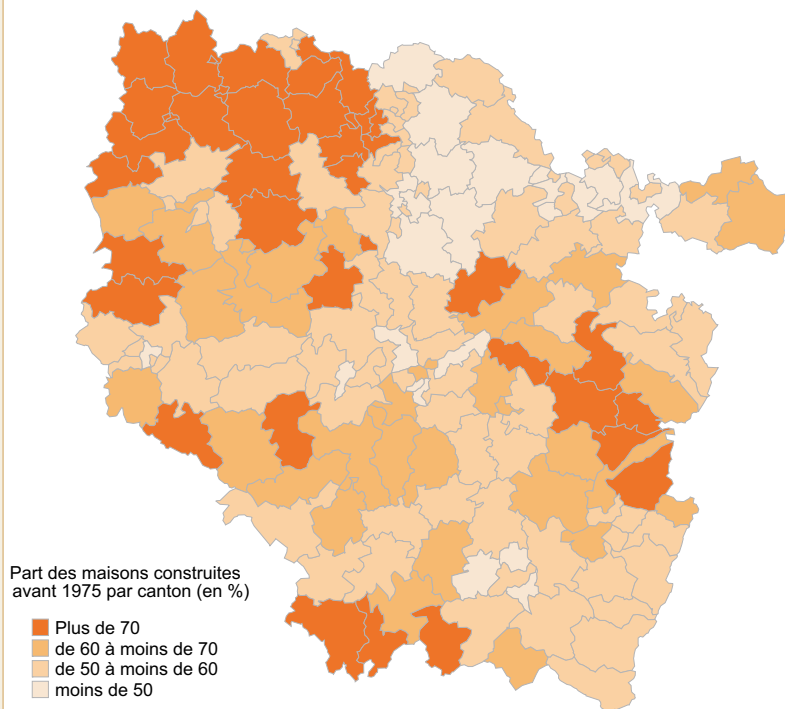 Part des maisons construites
avant 1975 par canton (en %)
Plus de 70
de 60 à moins de 70
de 50 à moins de 60
moins de 50